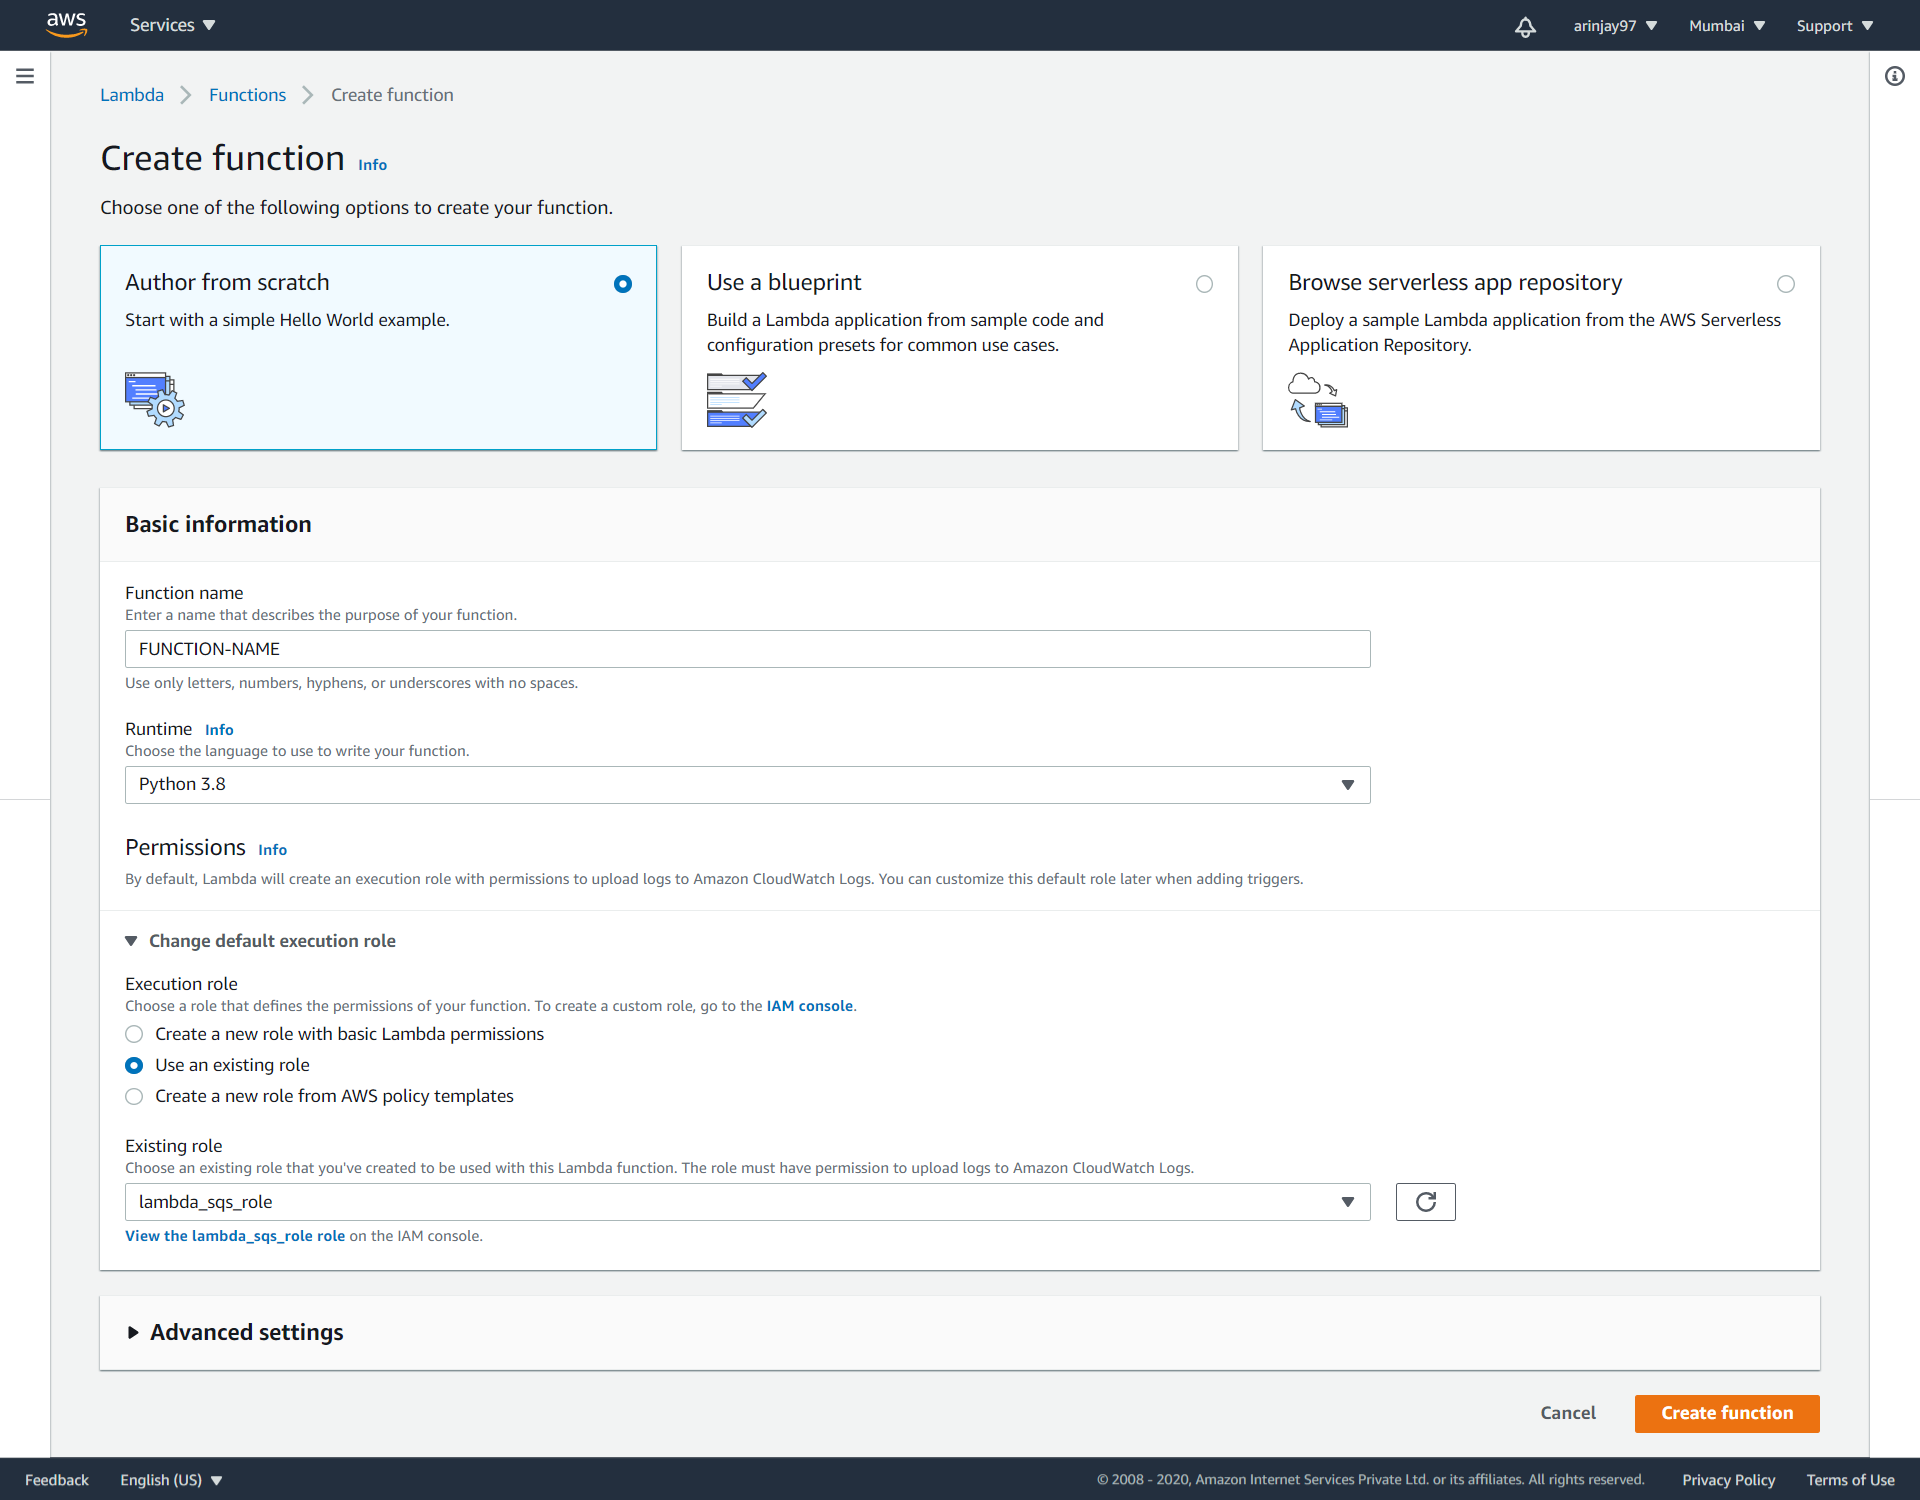 aws Services arinjay97 Mumbai Support
Lambda Functions Create function
Create function Info
Choose one of the following options to create your function.
Author from scratch
Start with a simple Hello World example.
Use a blueprint
Build a Lambda application from sample code and
configuration presets for common use cases.
Browse serverless app repository
Deploy a sample Lambda application from the AWS Serverless
Application Repository.
Basic information
Function name
Enter a name that describes the purpose of your function.
FUNCTION-NAME
Use only letters, numbers, hyphens, or underscores with no spaces.
Runtime Info
Choose the language to use to write your function.
Python 3.8
Permissions Info
By default, Lambda will create an execution role with permissions to upload logs to Amazon CloudWatch Logs. You can customize this default role later when adding triggers.
Change default execution role
Execution role
Choose a role that defines the permissions of your function. To create a custom role, go to the IAM console.
Create a new role with basic Lambda permissions
Use an existing role
Create a new role from AWS policy templates
Existing role
Choose an existing role that you've created to be used with this Lambda function. The role must have permission to upload logs to Amazon CloudWatch Logs.
lambda_sqs_role
View the lambda_sqs_role role on the IAM console.
Advanced settings
Cancel Create function
Feedback English (US) © 2008 - 2020, Amazon Internet Services Private Ltd. or its affiliates. All rights reserved. Privacy Policy Terms of Use